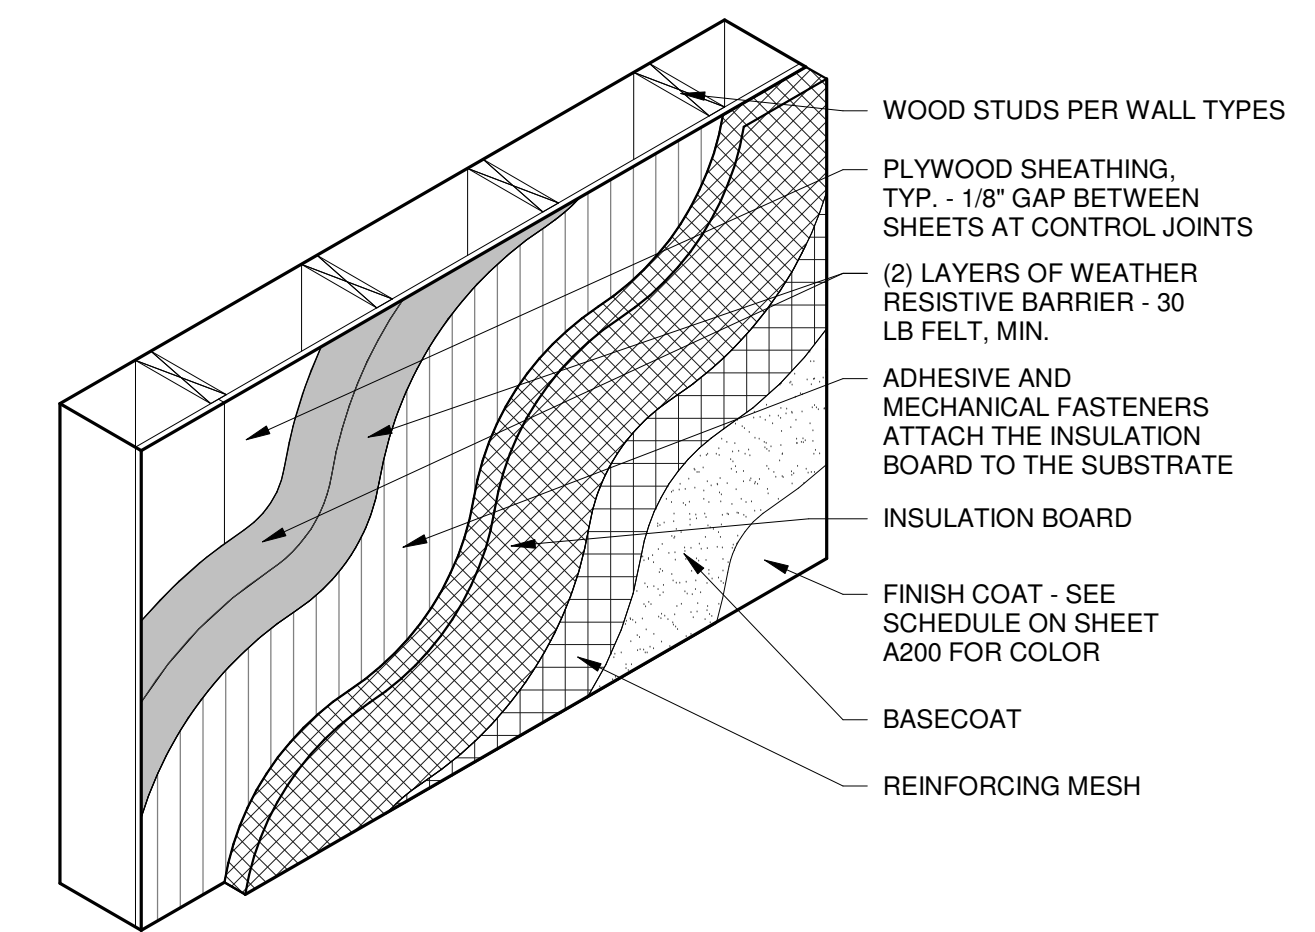 WOOD STUDS PER WALL TYPES
PLYWOOD SHEATHING,
TYP. - 1/8" GAP BETWEEN
SHEETS AT CONTROL JOINTS
(2) LAYERS OF WEATHER
RESISTIVE BARRIER - 30
LB FELT, MIN.
ADHESIVE AND
MECHANICAL FASTENERS
ATTACH THE INSULATION
BOARD TO THE SUBSTRATE
INSULATION BOARD
FINISH COAT - SEE
SCHEDULE ON SHEET
A200 FOR COLOR
BASECOAT
REINFORCING MESH